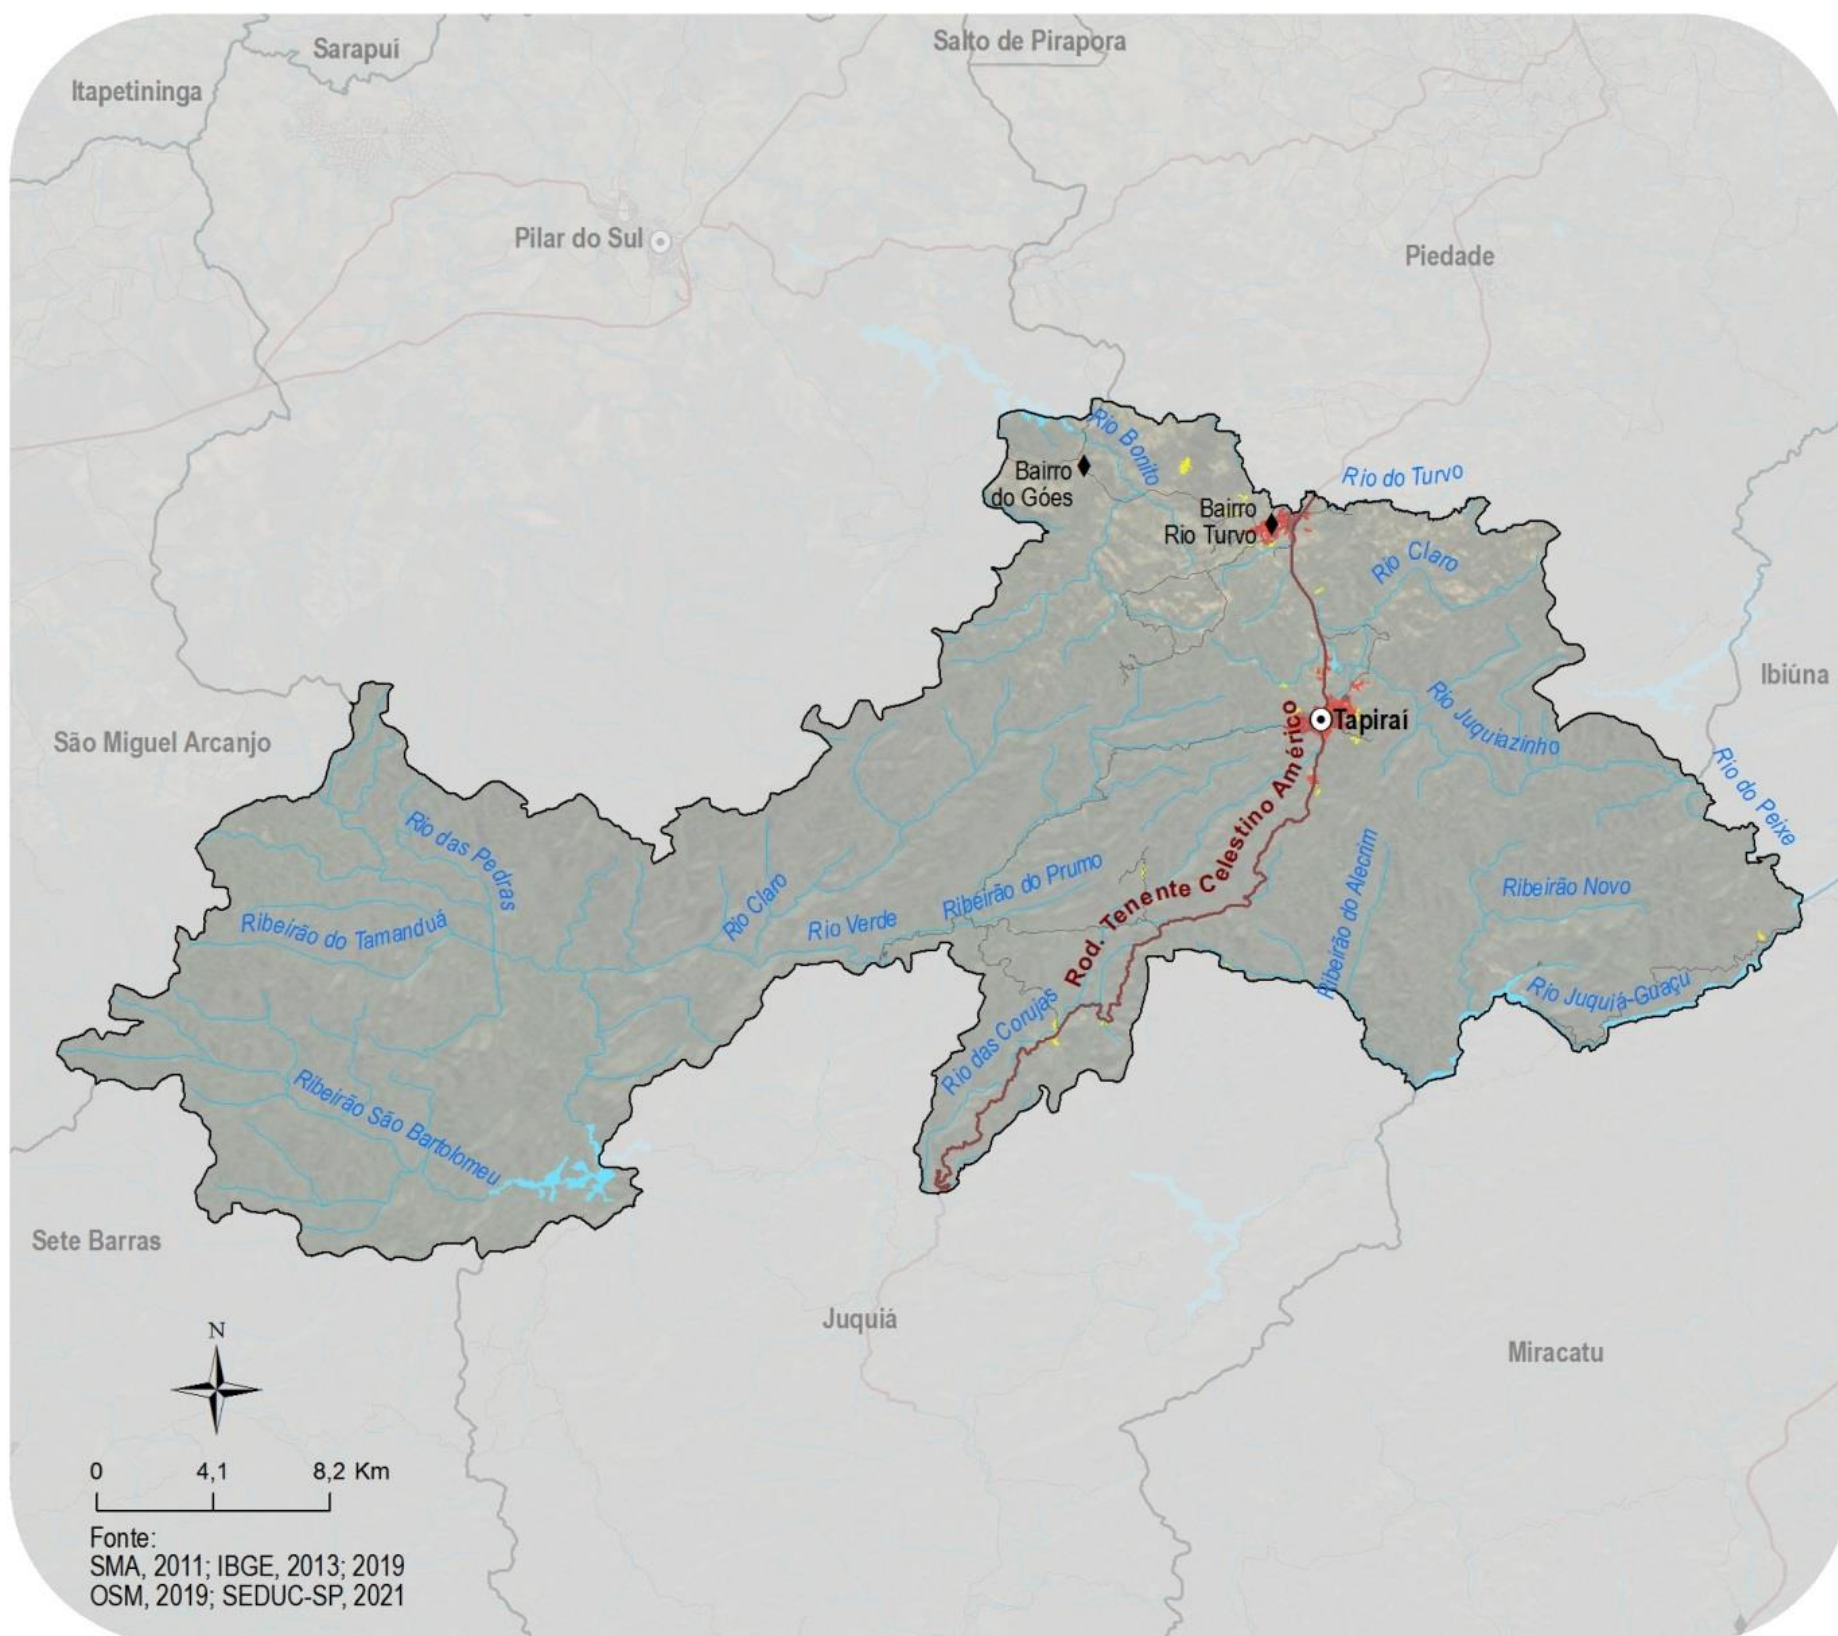 Sarapuí
Salto de Pirapora
Itapetininga
Pilar do Sul
Piedade
Rio Bonito
Bairro
do Góes
Rio do Turvo
Bairro
Rio Turvo
Rio Claro
Ibiúna
São Miguel Arcanjo
Tapiraí
Rio Juquiazinho
Rio do Peixe
Rod. Tenente Celestino Américo
Rio das Pedras
Ribeirão do Tamanduá
Rio Claro
Rio Verde
Ribeirão do Prumo
Ribeirão do Alecrim
Ribeirão Novo
Rio Juquiá-Guaçu
Rio das Corujas
Ribeirão São Bartolomeu
Sete Barras
Juquiá
Miracatu
N
0 4,1 8,2 Km
Fonte:
SMA, 2011; IBGE, 2013; 2019
OSM, 2019; SEDUC-SP, 2021